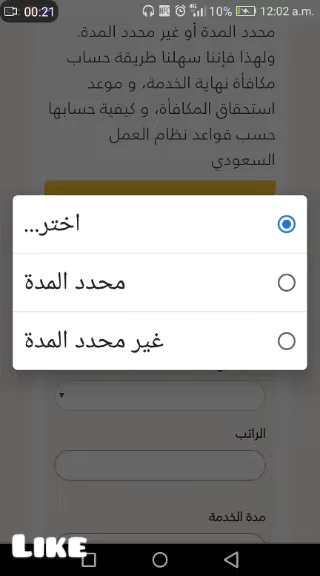 00:21
4G
10%
12:02 a.m.
محدد المدة أو غير محدد المدة.
ولهذا فإننا سهلنا طريقة حساب
مكافأة نهاية الخدمة، و موعد
استحقاق المكافأة، و كيفية حسابها
حسب قواعد نظام العمل
السعودي
اختر...
محدد المدة
غير محدد المدة
الراتب
مدة الخدمة
LIKE